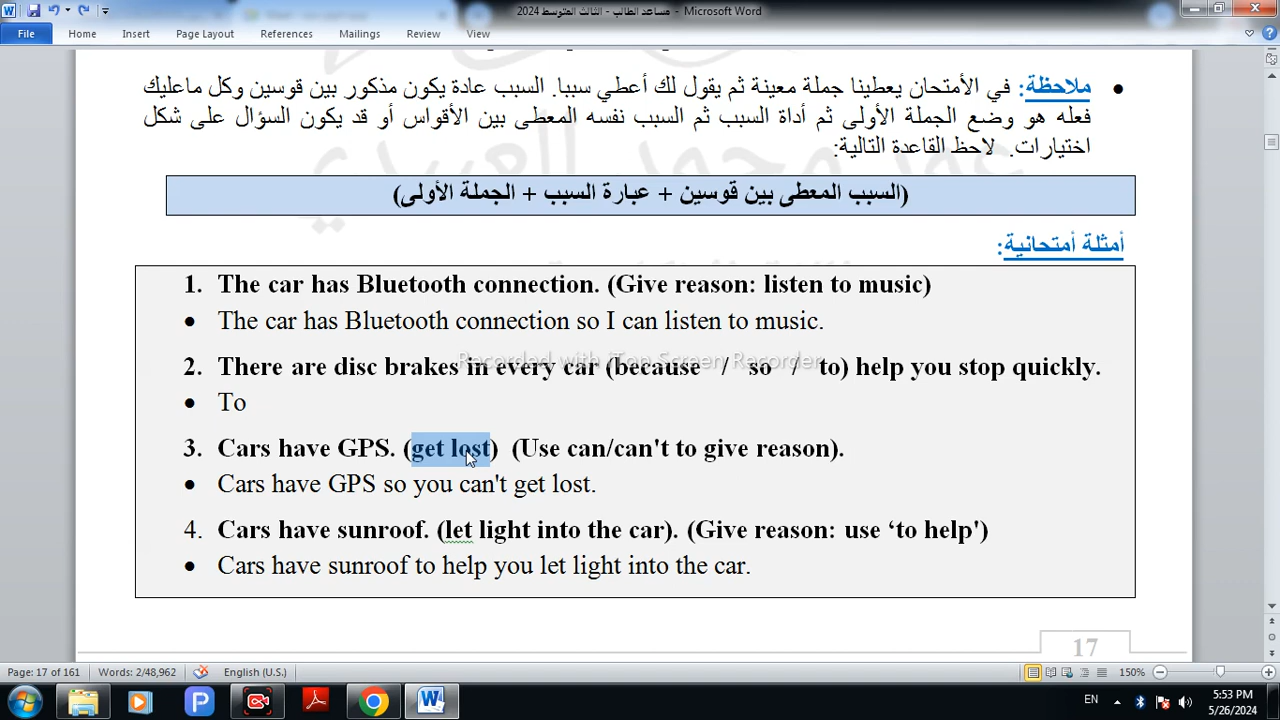 مساعد الطالب - الثالث المتوسط 2024 - Microsoft Word
File Home Insert Page Layout References Mailings Review View
• ملاحظة: في الأمتحان يعطينا جملة معينة ثم يقول لك أعطي سببا. السبب عادة يكون مذكور بين قوسين وكل ماعليك
فعله هو وضع الجملة الأولى ثم أداة السبب ثم السبب نفسه المعطى بين الأقواس أو قد يكون السؤال على شكل
اختيارات. لاحظ القاعدة التالية:
(السبب المعطى بين قوسين + عبارة السبب + الجملة الأولى)
أمثلة أمتحانية:
1. The car has Bluetooth connection. (Give reason: listen to music)
• The car has Bluetooth connection so I can listen to music.
2. There are disc brakes in every car (because / so / to) help you stop quickly.
Recorded with iTop Screen Recorder
• To
3. Cars have GPS. (get lost) (Use can/can't to give reason).
• Cars have GPS so you can't get lost.
4. Cars have sunroof. (let light into the car). (Give reason: use ‘to help')
• Cars have sunroof to help you let light into the car.
17
Page: 17 of 161 Words: 2/48,962 English (U.S.) 150%
EN 5:53 PM
5/26/2024